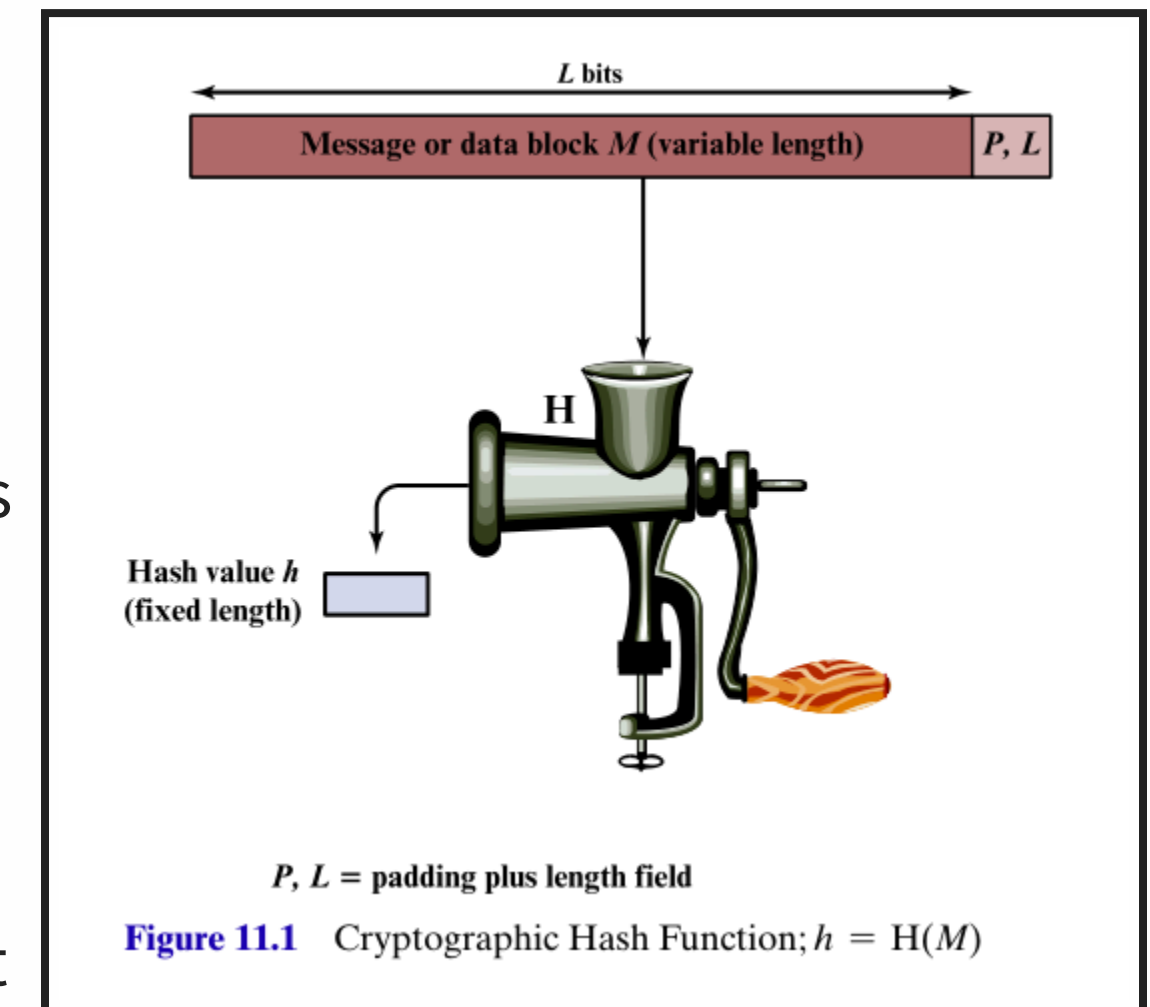 L bits
Message or data block M (variable length) P, L
H
s
Hash value h
(fixed length)
P, L = padding plus length field
t
Figure 11.1 Cryptographic Hash Function; h = H(M)